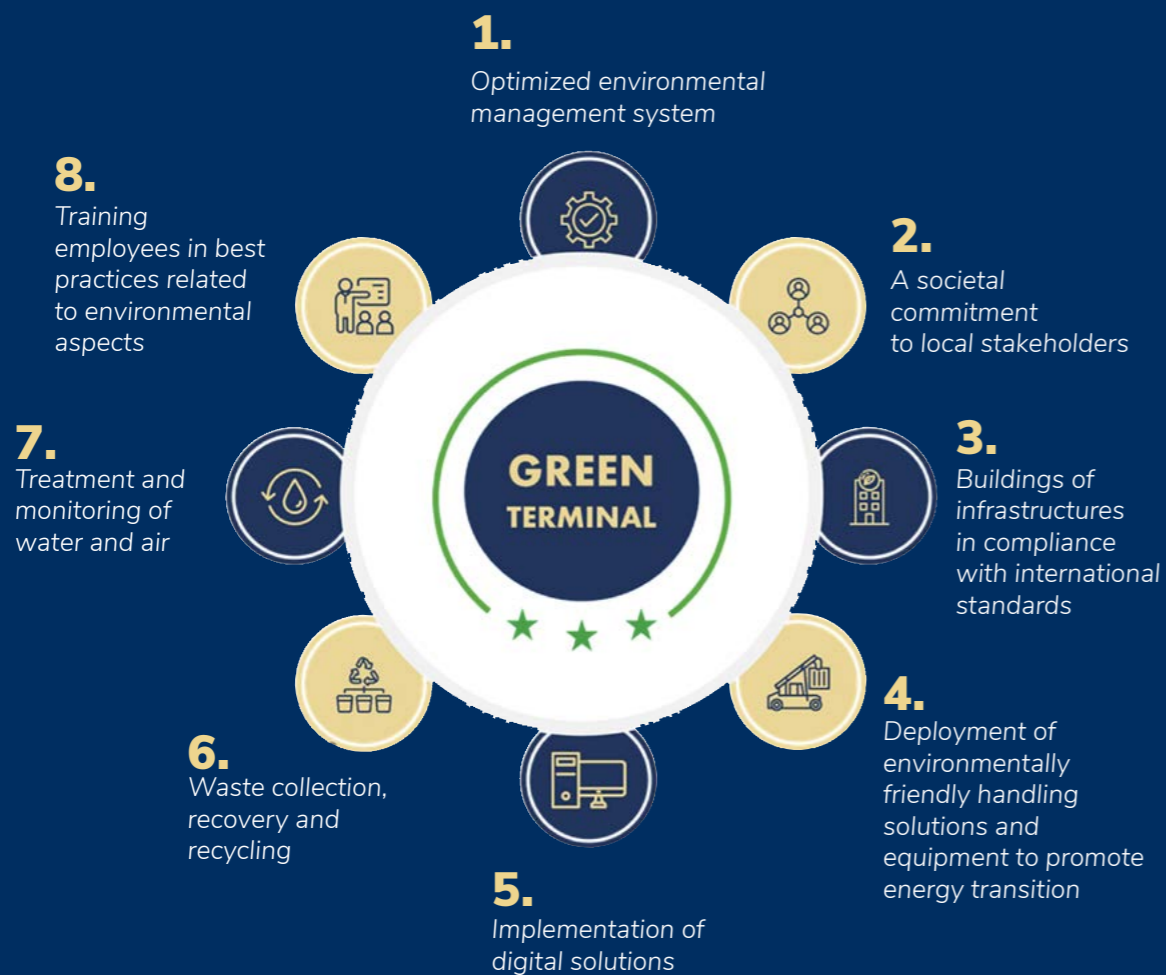 1.
Optimized environmental
management system
2.
A societal
commitment
to local stakeholders
3.
Buildings of
infrastructures
in compliance
with international
standards
4.
Deployment of
environmentally
friendly handling
solutions and
equipment to promote
energy transition
5.
Implementation of
digital solutions
6.
Waste collection,
recovery and
recycling
7.
Treatment and
monitoring of
water and air
8.
Training
employees in best
practices related
to environmental
aspects
GREEN
TERMINAL